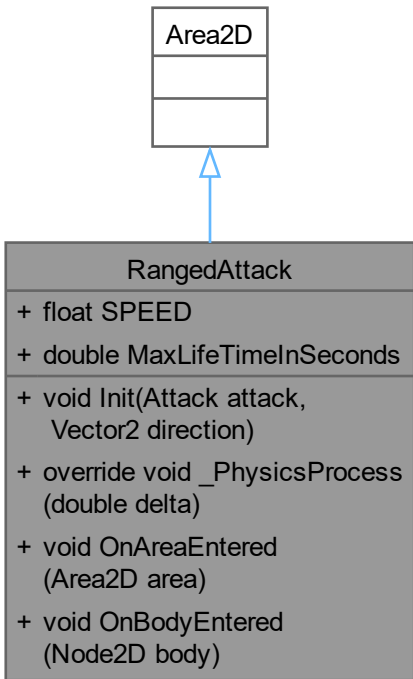 Area2D
RangedAttack
+ float SPEED
+ double MaxLifeTimeInSeconds
+ void Init(Attack attack,
Vector2 direction)
+ override void _PhysicsProcess
(double delta)
+ void OnAreaEntered
(Area2D area)
+ void OnBodyEntered
(Node2D body)